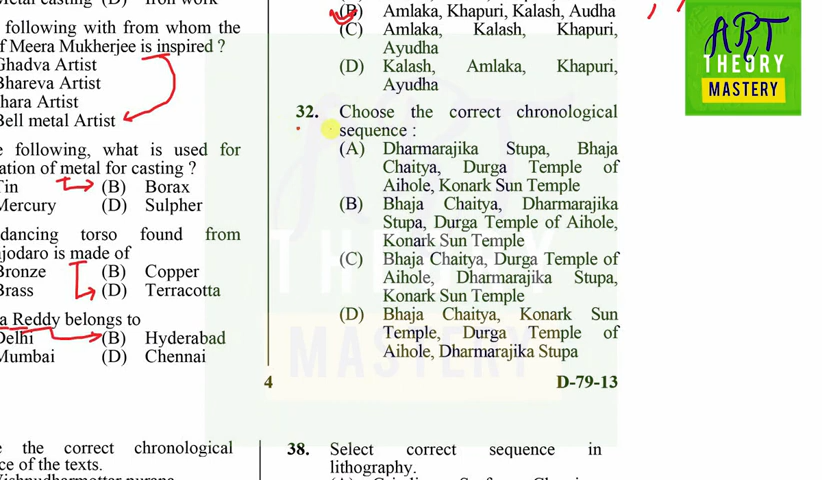 etal casting (D) Iron work
following with from whom the
f Meera Mukherjee is inspired ?
Ghadva Artist
Bhareva Artist
hara Artist
Bell metal Artist
e following, what is used for
ation of metal for casting ?
Tin (B) Borax
Mercury (D) Sulpher
dancing torso found from
jodaro is made of
Bronze (B) Copper
Brass (D) Terracotta
a Reddy belongs to
Delhi (B) Hyderabad
Mumbai (D) Chennai
e the correct chronological
ce of the texts.
(B) Amlaka, Khapuri, Kalash, Audha
(C) Amlaka, Kalash, Khapuri,
Ayudha
(D) Kalash, Amlaka, Khapuri,
Ayudha
32. Choose the correct chronological
sequence :
(A) Dharmarajika Stupa, Bhaja
Chaitya, Durga Temple of
Aihole, Konark Sun Temple
(B) Bhaja Chaitya, Dharmarajika
Stupa, Durga Temple of Aihole,
Konark Sun Temple
(C) Bhaja Chaitya, Durga Temple of
Aihole, Dharmarajika Stupa,
Konark Sun Temple
(D) Bhaja Chaitya, Konark Sun
Temple, Durga Temple of
Aihole, Dharmarajika Stupa
4 D-79-13
38. Select correct sequence in
lithography.
ART
THEORY
MASTERY
ART
THEORY
MASTERY